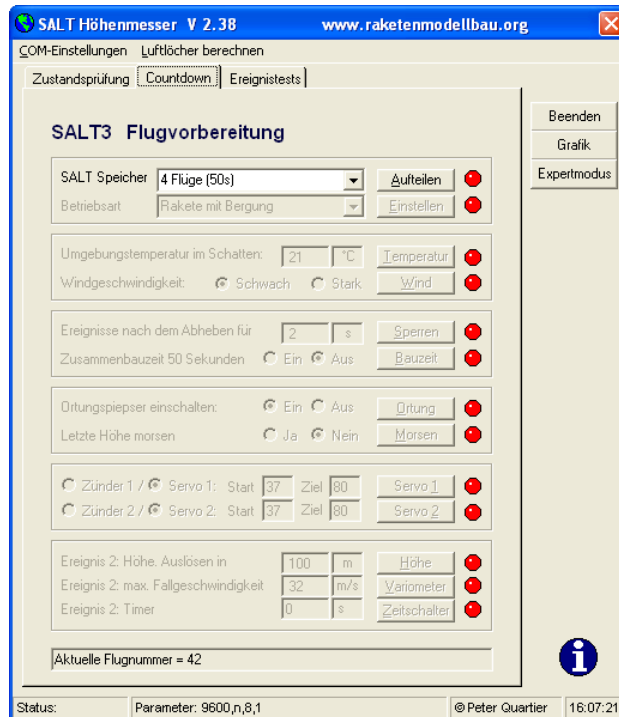 SALT Höhenmesser V 2.38 www.raketenmodellbau.org
COM-Einstellungen Luftlöcher berechnen
Zustandsprüfung Countdown Ereignistests
Beenden
Grafik
Expertmodus
SALT3 Flugvorbereitung
SALT Speicher 4 Flüge (50s) Aufteilen
Betriebsart Rakete mit Bergung Einstellen
Umgebungstemperatur im Schatten: 21 °C Temperatur
Windgeschwindigkeit: Schwach Stark Wind
Ereignisse nach dem Abheben für 2 s Sperren
Zusammenbauzeit 50 Sekunden Ein Aus Bauzeit
Ortungspiepser einschalten: Ein Aus Ortung
Letzte Höhe morsen Ja Nein Morsen
Zünder 1 / Servo 1: Start 37 Ziel 80 Servo 1
Zünder 2 / Servo 2: Start 37 Ziel 80 Servo 2
Ereignis 2: Höhe. Auslösen in 100 m Höhe
Ereignis 2: max. Fallgeschwindigkeit 32 m/s Variometer
Ereignis 2: Timer 0 s Zeitschalter
Aktuelle Flugnummer = 42
Status: Parameter: 9600,n,8,1 © Peter Quartier 16:07:21